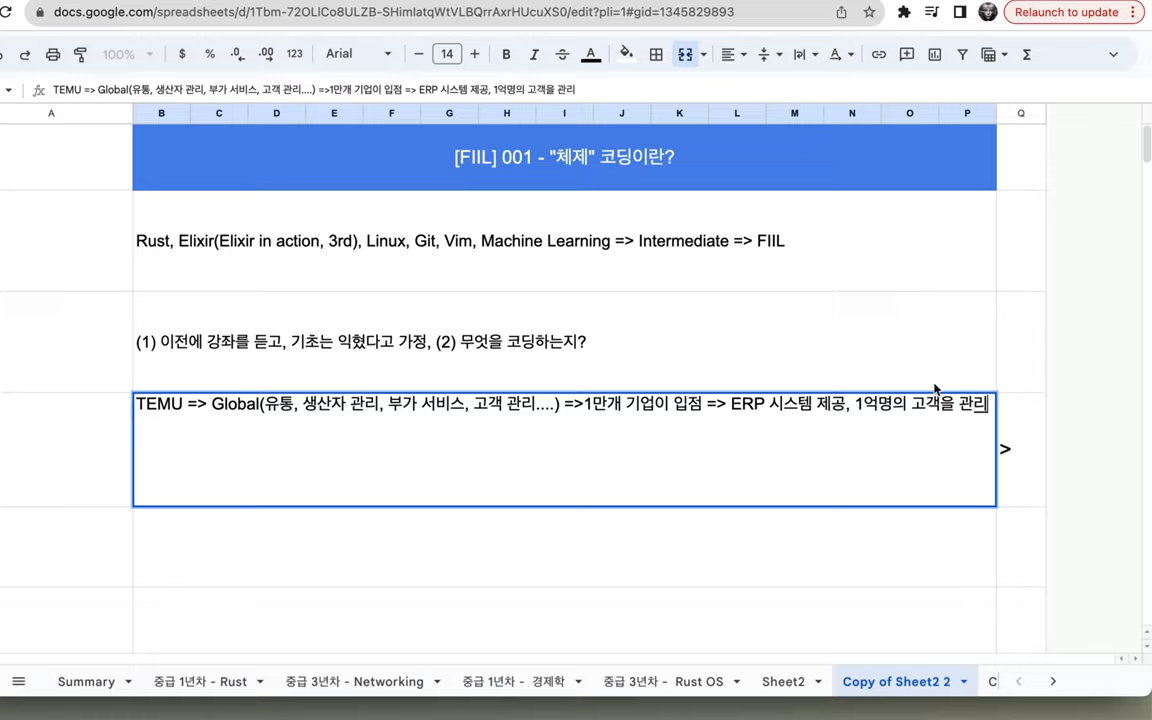 docs.google.com/spreadsheets/d/1Tbm-72OLlCo8ULZB-SHimIatqWtVLBQrrAxrHUcuXS0/edit?pli=1#gid=1345829893
Relaunch to update
100% $ % .0 .00 123 Arial 14 B I A Σ
fx TEMU => Global(유통, 생산자 관리, 부가 서비스, 고객 관리....) =>1만개 기업이 입점 => ERP 시스템 제공, 1억명의 고객을 관리
A B C D E F G H I J K L M N O P Q
[FIIL] 001 - "체제" 코딩이란?
Rust, Elixir(Elixir in action, 3rd), Linux, Git, Vim, Machine Learning => Intermediate => FIIL
(1) 이전에 강좌를 듣고, 기초는 익혔다고 가정, (2) 무엇을 코딩하는지?
TEMU => Global(유통, 생산자 관리, 부가 서비스, 고객 관리....) =>1만개 기업이 입점 => ERP 시스템 제공, 1억명의 고객을 관리
>
Summary 중급 1년차 - Rust 중급 3년차 - Networking 중급 1년차 - 경제학 중급 3년차 - Rust OS Sheet2 Copy of Sheet2 2 C